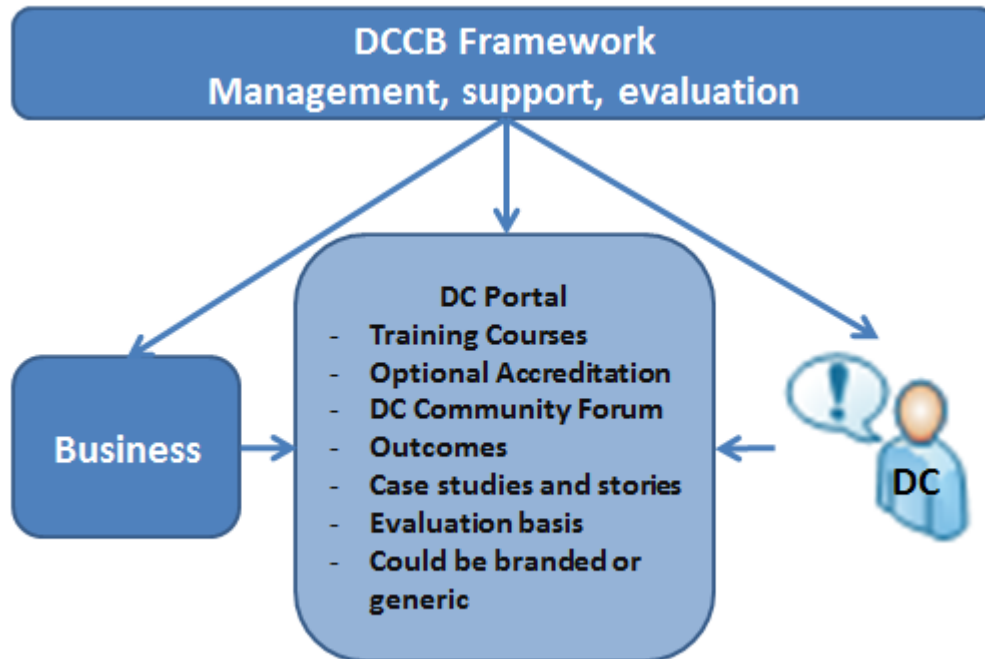 DCCB Framework
Management, support, evaluation
Business
DC Portal
- Training Courses
- Optional Accreditation
- DC Community Forum
- Outcomes
- Case studies and stories
- Evaluation basis
- Could be branded or
generic
!
DC